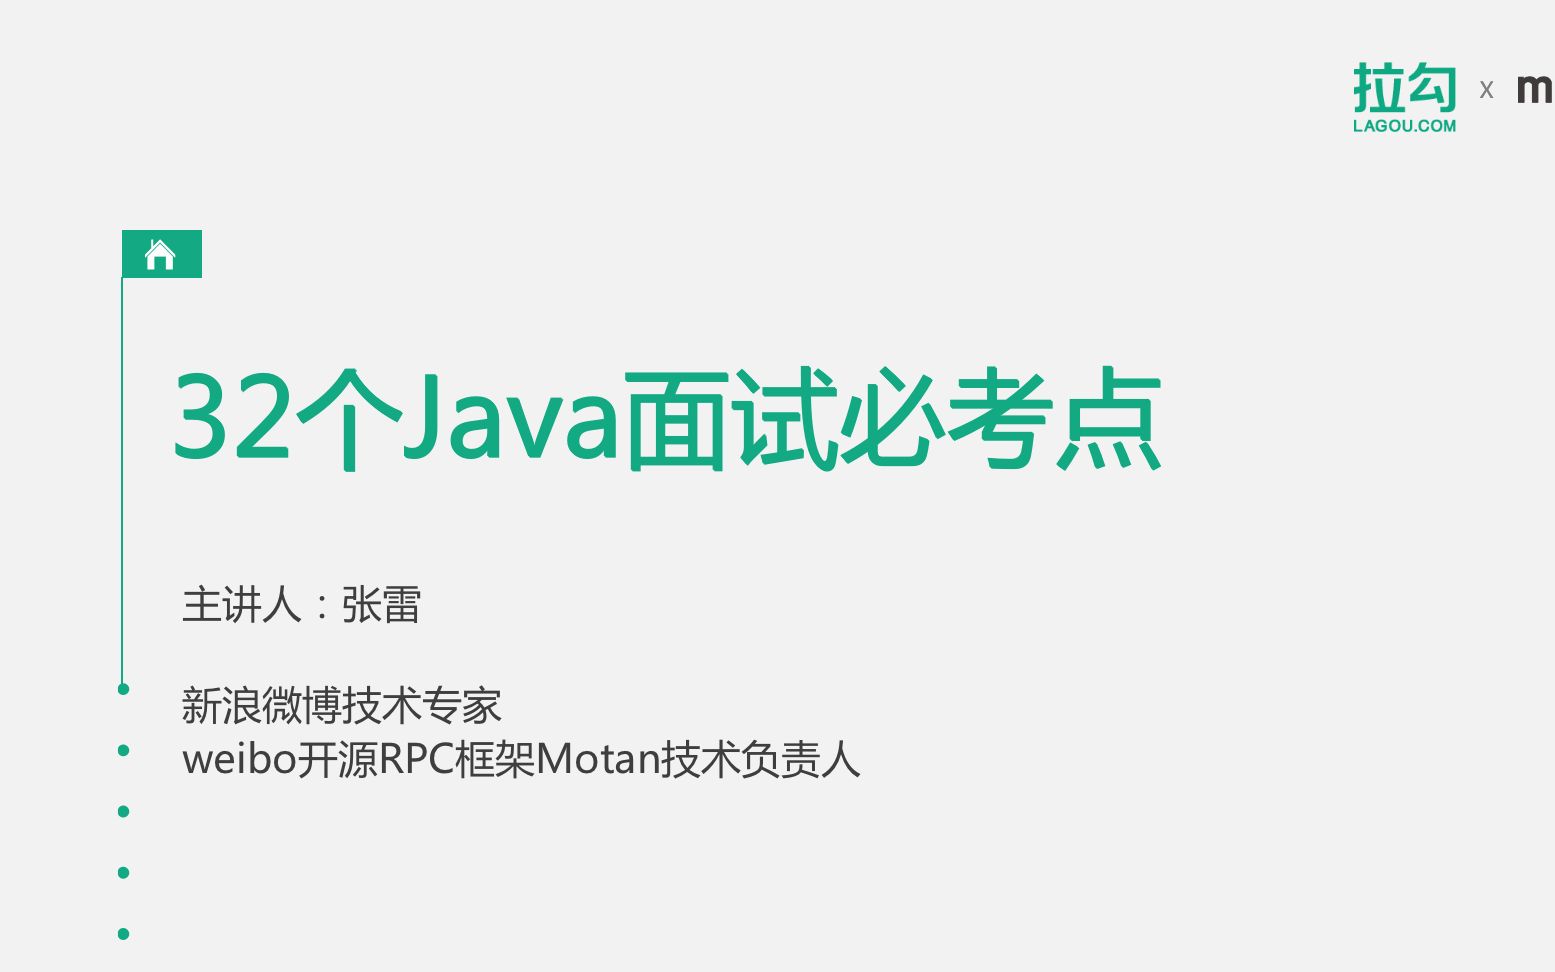 拉勾
LAGOU.COM
x
32个Java面试必考点
主讲人：张雷
新浪微博技术专家
weibo开源RPC框架Motan技术负责人